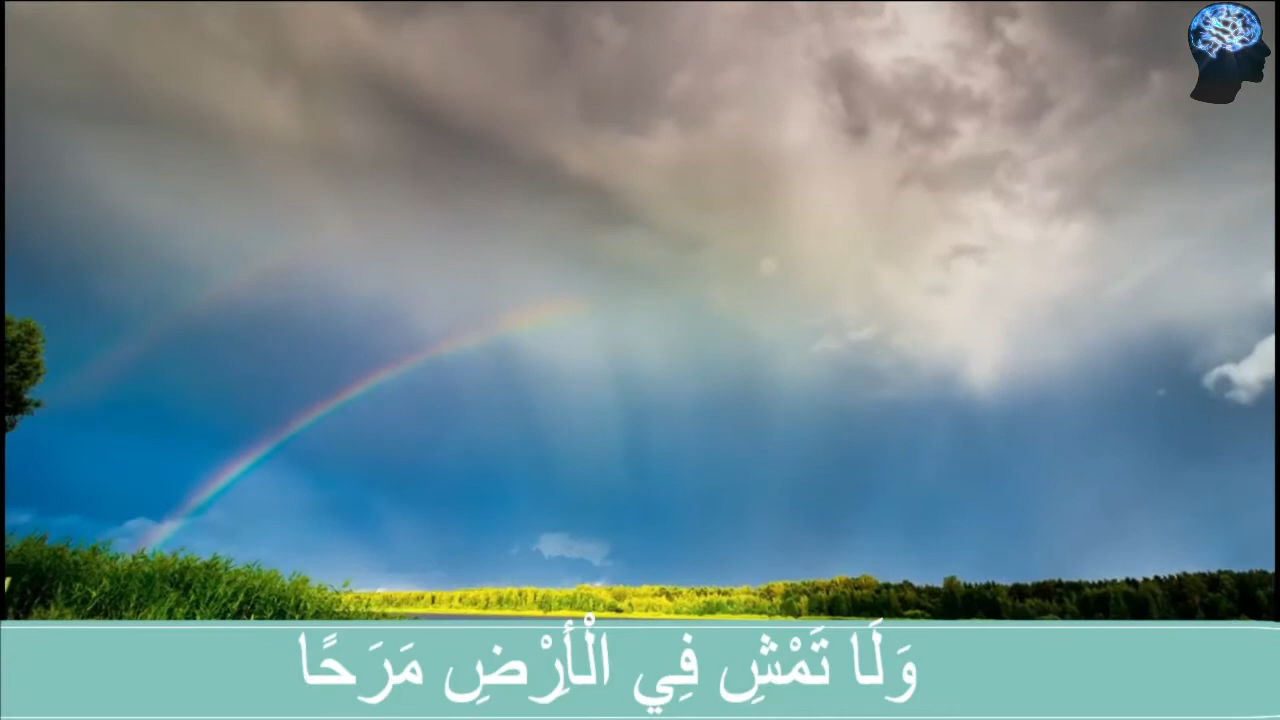 وَلَا تَمْشِ فِي الْأَرْضِ مَرَحًا